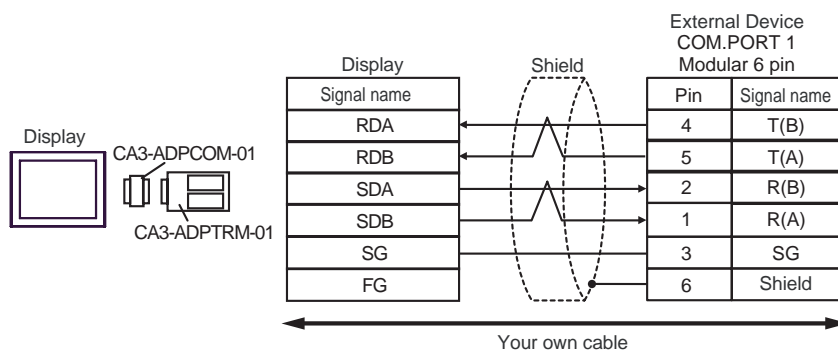 External Device
COM.PORT 1
Modular 6 pin
Display
Shield
Signal name
Pin
Signal name
RDA
4
T(B)
RDB
5
T(A)
SDA
2
R(B)
SDB
1
R(A)
SG
3
SG
FG
6
Shield
Display
CA3-ADPCOM-01
CA3-ADPTRM-01
Your own cable